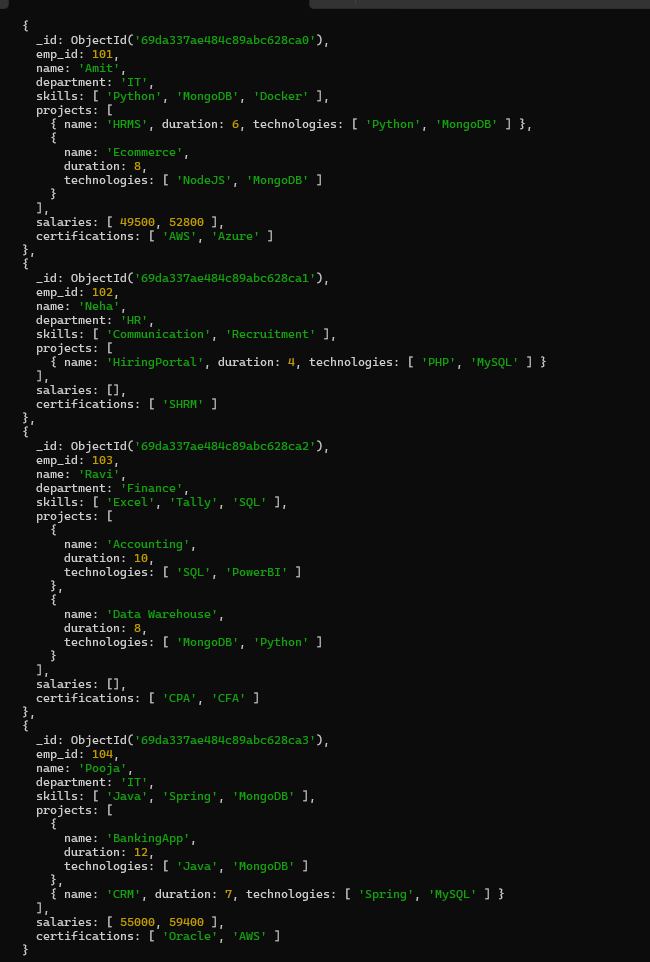 {
_id: ObjectId('69da337ae484c89abc628ca0'),
emp_id: 101,
name: 'Amit',
department: 'IT',
skills: [ 'Python', 'MongoDB', 'Docker' ],
projects: [
{ name: 'HRMS', duration: 6, technologies: [ 'Python', 'MongoDB' ] },
{
name: 'Ecommerce',
duration: 8,
technologies: [ 'NodeJS', 'MongoDB' ]
}
],
salaries: [ 49500, 52800 ],
certifications: [ 'AWS', 'Azure' ]
},
{
_id: ObjectId('69da337ae484c89abc628ca1'),
emp_id: 102,
name: 'Neha',
department: 'HR',
skills: [ 'Communication', 'Recruitment' ],
projects: [
{ name: 'HiringPortal', duration: 4, technologies: [ 'PHP', 'MySQL' ] }
],
salaries: [],
certifications: [ 'SHRM' ]
},
{
_id: ObjectId('69da337ae484c89abc628ca2'),
emp_id: 103,
name: 'Ravi',
department: 'Finance',
skills: [ 'Excel', 'Tally', 'SQL' ],
projects: [
{
name: 'Accounting',
duration: 10,
technologies: [ 'SQL', 'PowerBI' ]
},
{
name: 'Data Warehouse',
duration: 8,
technologies: [ 'MongoDB', 'Python' ]
}
],
salaries: [],
certifications: [ 'CPA', 'CFA' ]
},
{
_id: ObjectId('69da337ae484c89abc628ca3'),
emp_id: 104,
name: 'Pooja',
department: 'IT',
skills: [ 'Java', 'Spring', 'MongoDB' ],
projects: [
{
name: 'BankingApp',
duration: 12,
technologies: [ 'Java', 'MongoDB' ]
},
{ name: 'CRM', duration: 7, technologies: [ 'Spring', 'MySQL' ] }
],
salaries: [ 55000, 59400 ],
certifications: [ 'Oracle', 'AWS' ]
}